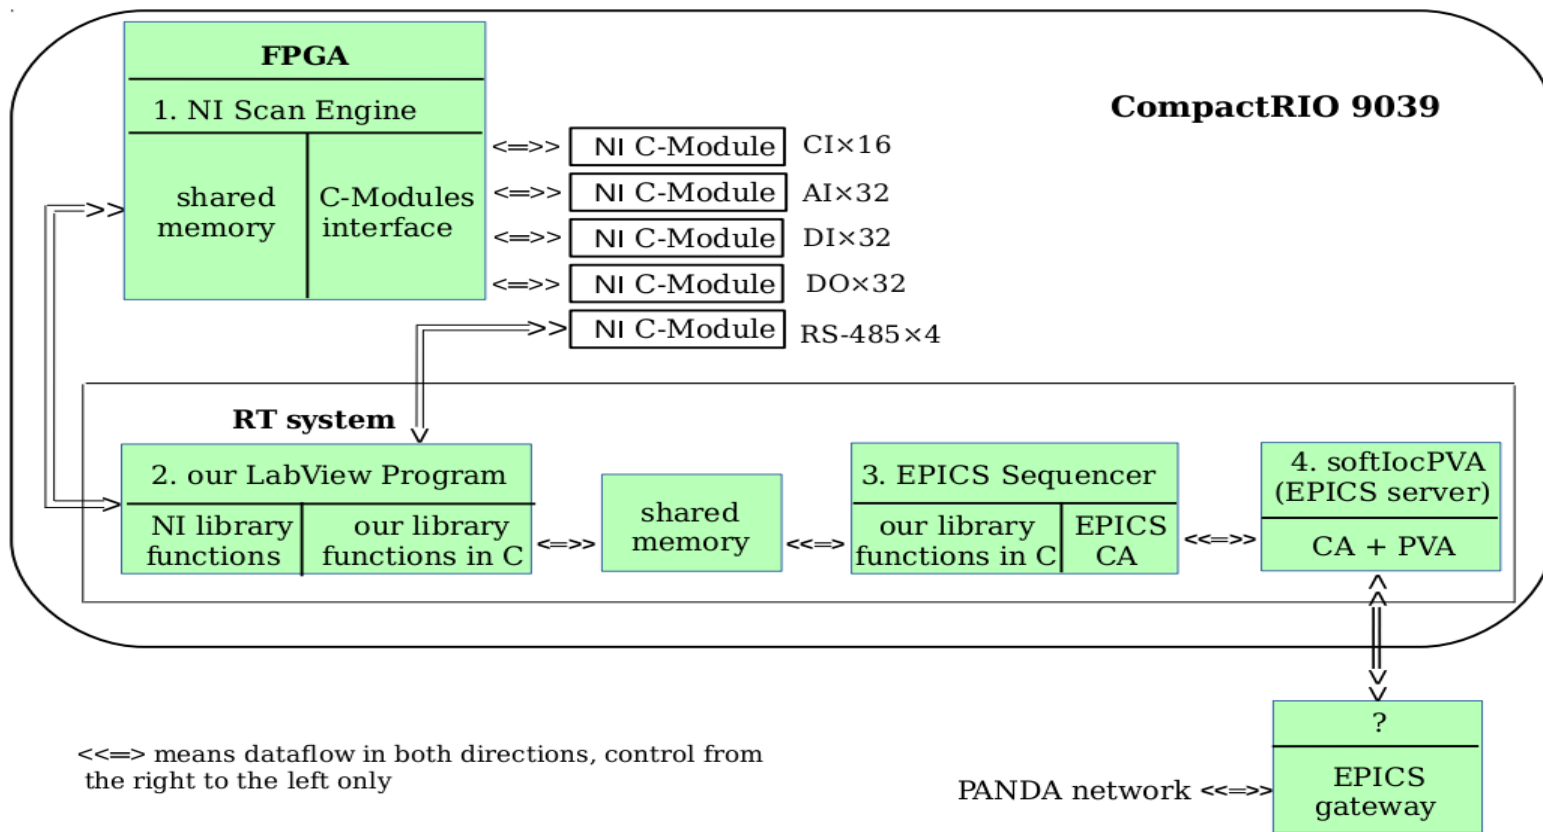 FPGA
1. NI Scan Engine
shared
memory
C-Modules
interface
CompactRIO 9039
<=>> NI C-Module CI×16
<=>> NI C-Module AI×32
<=>> NI C-Module DI×32
<=>> NI C-Module DO×32
>> NI C-Module RS-485×4
>>
RT system
2. our LabView Program
NI library
functions
our library
functions in C
<=>>
shared
memory
<<=>
3. EPICS Sequencer
our library
functions in C
EPICS
CA
<<=>>
4. softIocPVA
(EPICS server)
CA + PVA
?
EPICS
gateway
PANDA network <<=>>
<<=> means dataflow in both directions, control from
the right to the left only